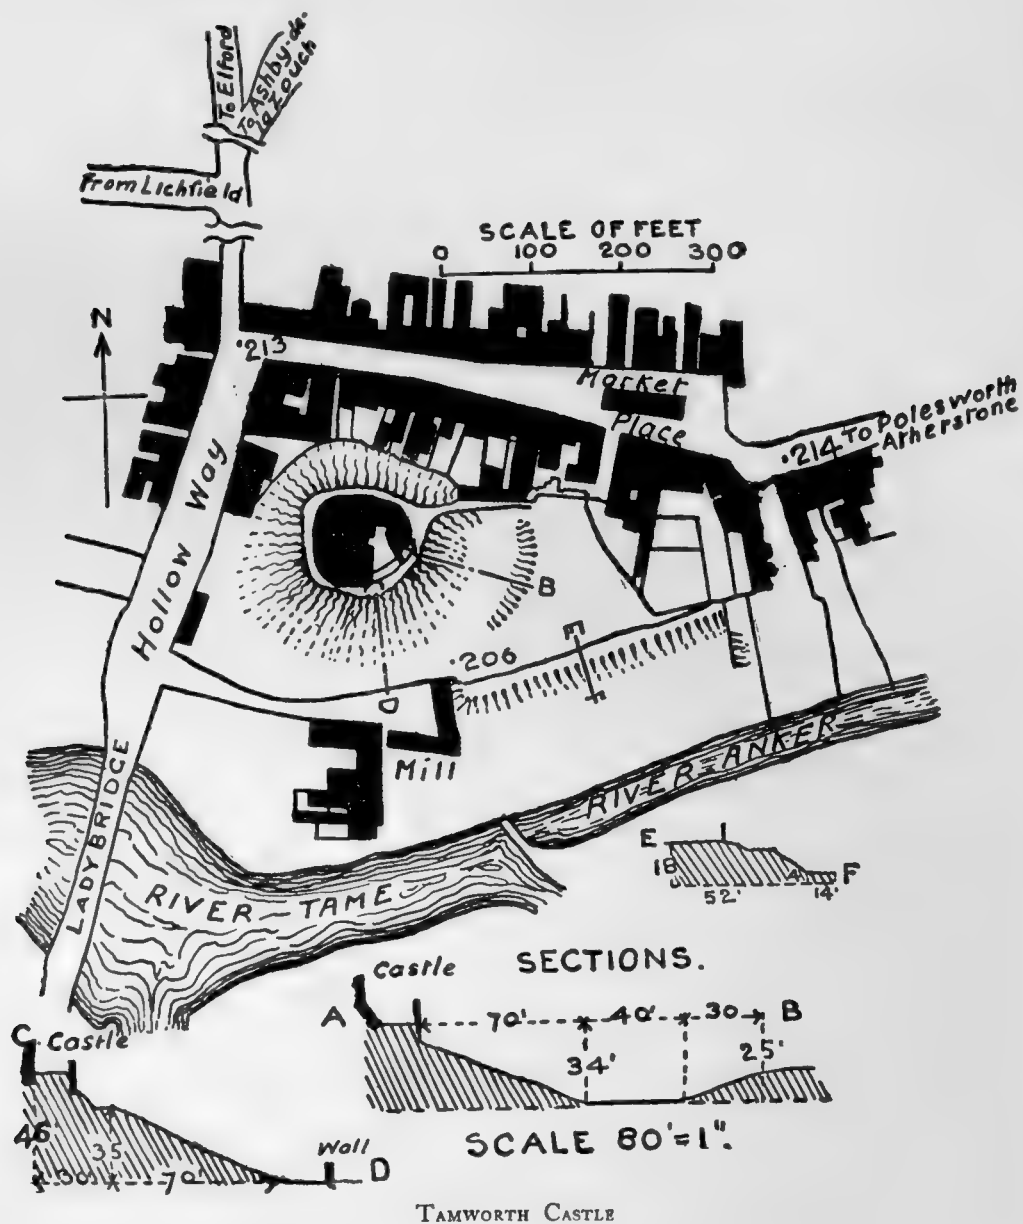 To Elford
To Ashby-de-
la Zouch
From Lichfield
SCALE OF FEET
0 100 200 300
N
.213
Market
Place
.214 To Polesworth
Atherstone
Hollow Way
B
E
.206
F
D
Mill
LADYBRIDGE
RIVER-ANKER
RIVER-TAME
E
18
52'
4'
14'
F
SECTIONS.
Castle
A
70'
40'
30
B
34'
25'
SCALE 80'=1".
C
Castle
46'
35
30'
70'
Wall
D
TAMWORTH CASTLE